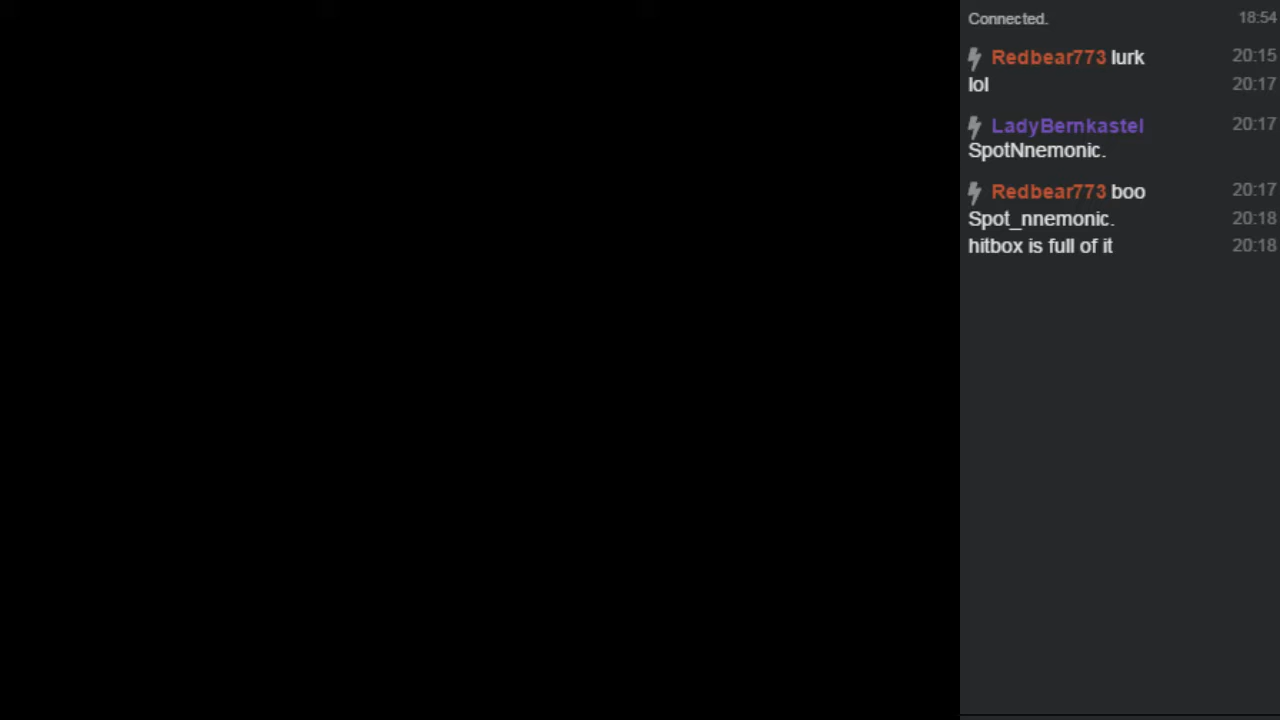 Connected. 18:54
Redbear773 lurk 20:15
lol 20:17
LadyBernkastel 20:17
SpotNnemonic.
Redbear773 boo 20:17
Spot_nnemonic. 20:18
hitbox is full of it 20:18